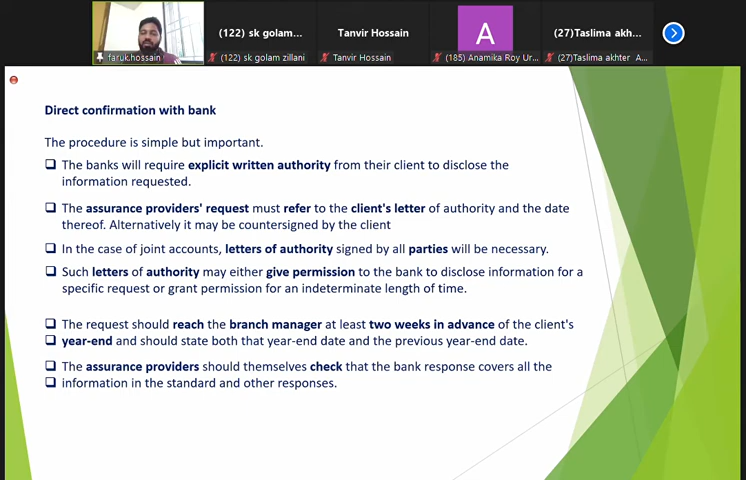 (122) sk golam...
Tanvir Hossain
A
(27)Taslima akh...
faruk.hossain
(122) sk golam zillani
Tanvir Hossain
(185) Anamika Roy Ur...
(27)Taslima akhter A...
Direct confirmation with bank
The procedure is simple but important.
❑ The banks will require explicit written authority from their client to disclose the
information requested.
❑ The assurance providers' request must refer to the client's letter of authority and the date
thereof. Alternatively it may be countersigned by the client
❑ In the case of joint accounts, letters of authority signed by all parties will be necessary.
❑ Such letters of authority may either give permission to the bank to disclose information for a
specific request or grant permission for an indeterminate length of time.
❑ The request should reach the branch manager at least two weeks in advance of the client's
❑ year-end and should state both that year-end date and the previous year-end date.
❑ The assurance providers should themselves check that the bank response covers all the
❑ information in the standard and other responses.